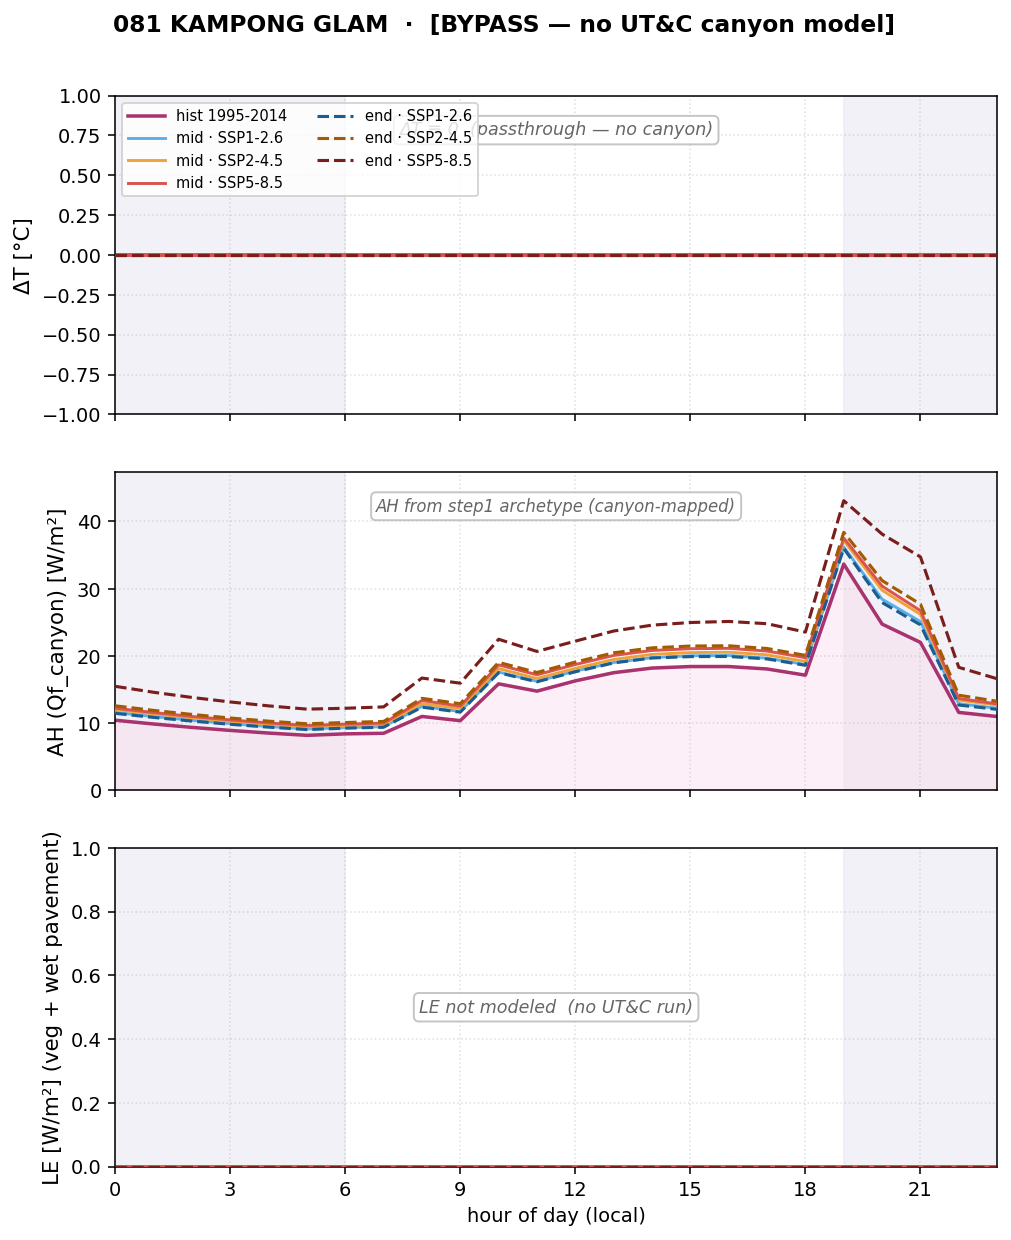 081 KAMPONG GLAM · [BYPASS — no UT&C canyon model]
hist 1995-2014
mid · SSP1-2.6
mid · SSP2-4.5
mid · SSP5-8.5
end · SSP1-2.6
end · SSP2-4.5
end · SSP5-8.5
(passthrough — no canyon)
ΔT [°C]
1.00
0.75
0.50
0.25
0.00
−0.25
−0.50
−0.75
−1.00
AH from step1 archetype (canyon-mapped)
AH (Qf_canyon) [W/m²]
40
30
20
10
0
LE not modeled (no UT&C run)
LE [W/m²] (veg + wet pavement)
1.0
0.8
0.6
0.4
0.2
0.0
0 3 6 9 12 15 18 21
hour of day (local)